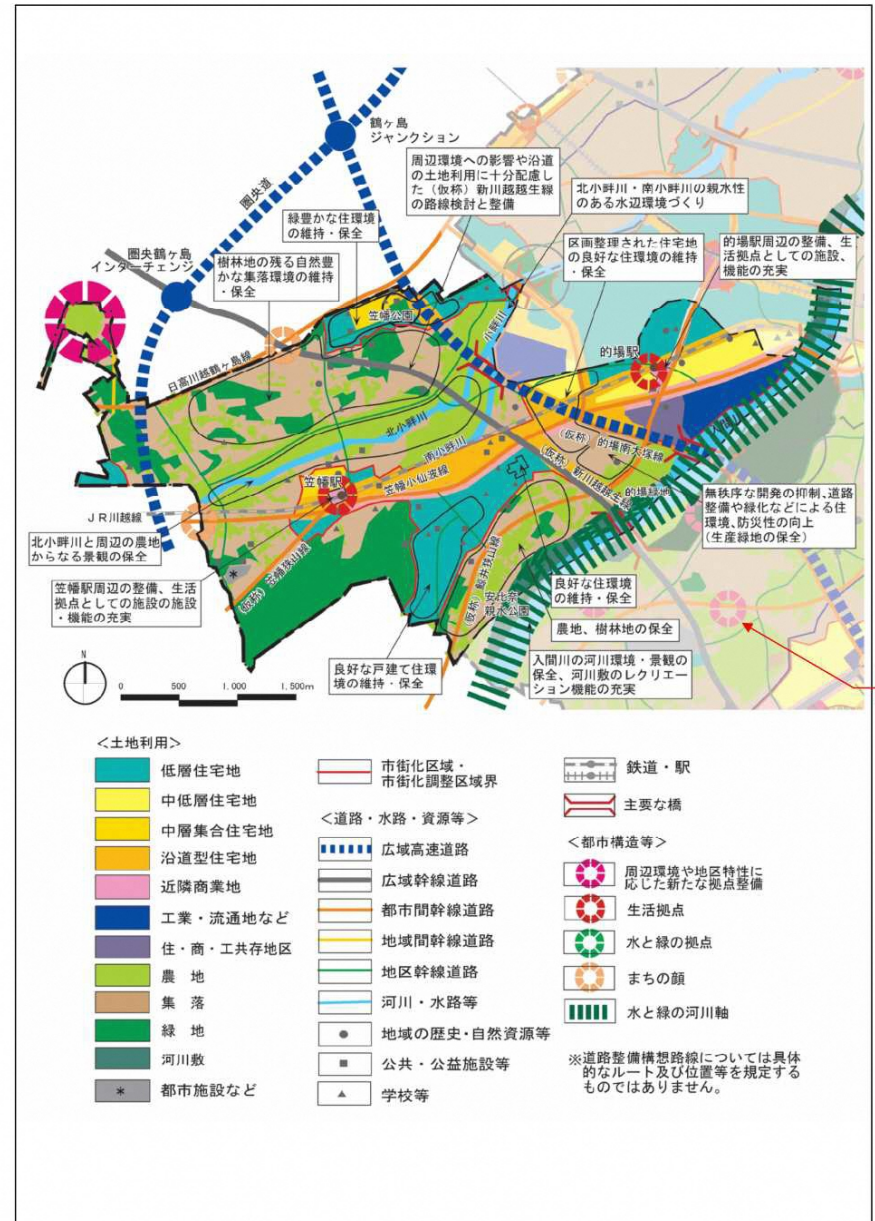 鶴ヶ島
ジャンクション
圏央道
圏央鶴ヶ島
インターチェンジ
周辺環境への影響や沿道
の土地利用に十分配慮し
た（仮称）新川越越生線
の路線検討と整備
北小畔川・南小畔川の親水性
のある水辺環境づくり
緑豊かな住環境
の維持・保全
区画整理された住宅地
の良好な住環境の維持
・保全
的場駅周辺の整備、生
活拠点としての施設、
機能の充実
樹林地の残る自然豊
かな集落環境の維持
・保全
笠幡公園
小畔川
的場駅
日高川越鶴ヶ島線
北小畔川
南小畔川
（仮称）的場南大塚線
笠幡駅
笠幡小仙波線
（仮称）新川越越生線
的場緑地
入間川
ＪＲ川越線
無秩序な開発の抑制、道路
整備や緑化などによる住
環境、防災性の向上
（生産緑地の保全）
北小畔川と周辺の農地
からなる景観の保全
（仮称）笠幡狭山線
（仮称）鯨井狭山線
笠幡駅周辺の整備、生活
拠点としての施設の施設
・機能の充実
良好な住環境
の維持・保全
安比奈
親水公園
農地、樹林地の保全
良好な戸建て住環
境の維持・保全
入間川の河川環境・景観の
保全、河川敷のレクリエー
ション機能の充実
N
0 500 1,000 1,500m
＜土地利用＞
低層住宅地
中低層住宅地
中層集合住宅地
沿道型住宅地
近隣商業地
工業・流通地など
住・商・工共存地区
農　地
集　落
緑　地
河川敷
* 都市施設など
市街化区域・
市街化調整区域界
＜道路・水路・資源等＞
広域高速道路
広域幹線道路
都市間幹線道路
地域間幹線道路
地区幹線道路
河川・水路等
地域の歴史・自然資源等
公共・公益施設等
学校等
鉄道・駅
主要な橋
＜都市構造等＞
周辺環境や地区特性に
応じた新たな拠点整備
生活拠点
水と緑の拠点
まちの顔
水と緑の河川軸
※道路整備構想路線については具体
的なルート及び位置等を規定する
ものではありません。